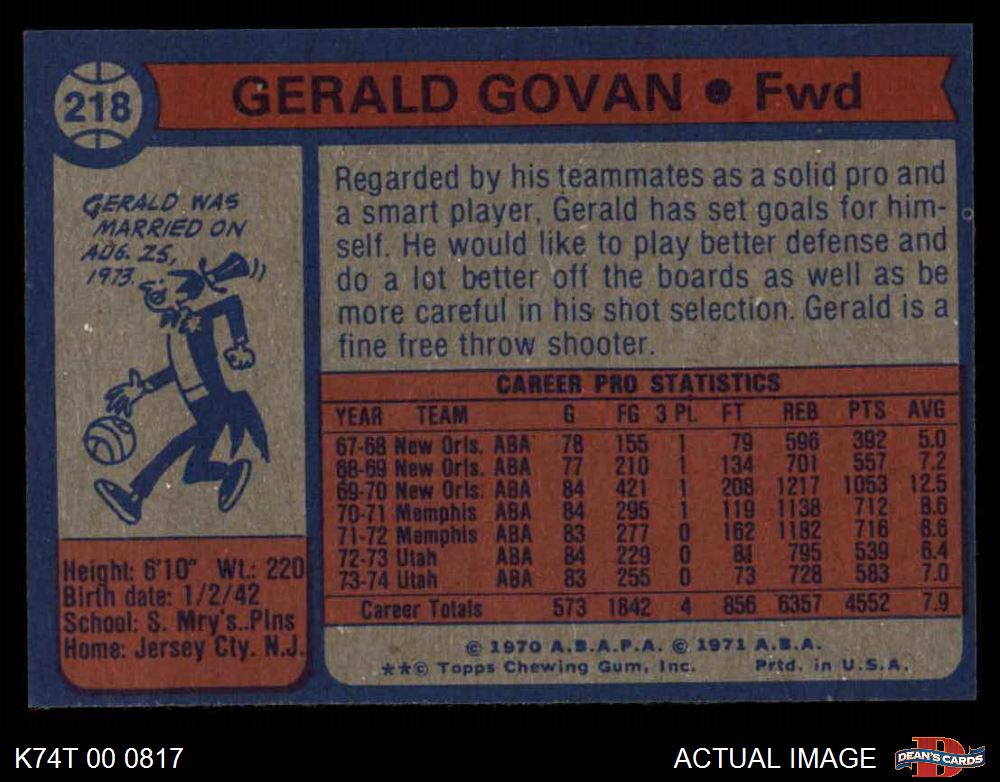 218
GERALD GOVAN • Fwd
GERALD WAS
MARRIED ON
AUG. 25,
1973.
Regarded by his teammates as a solid pro and
a smart player, Gerald has set goals for him-
self. He would like to play better defense and
do a lot better off the boards as well as be
more careful in his shot selection. Gerald is a
fine free throw shooter.
CAREER PRO STATISTICS
YEAR TEAM G FG 3 PL FT REB PTS AVG
67-68 New Orls. ABA 78 155 1 79 596 392 5.0
68-69 New Orls. ABA 77 210 1 134 701 557 7.2
69-70 New Orls. ABA 84 421 1 208 1217 1053 12.5
70-71 Memphis ABA 84 295 1 119 1138 712 8.6
71-72 Memphis ABA 83 277 0 162 1182 716 8.6
72-73 Utah ABA 84 229 0 81 795 539 6.4
73-74 Utah ABA 83 255 0 73 728 583 7.0
Career Totals 573 1842 4 856 6357 4552 7.9
Height: 6'10" Wt.: 220
Birth date: 1/2/42
School: S. Mry's..Plns
Home: Jersey Cty. N.J.
© 1970 A.B.A.P.A. © 1971 A.B.A.
**© Topps Chewing Gum, Inc. Prtd. in U.S.A.
K74T 00 0817
ACTUAL IMAGE
D
DEAN'S CARDS